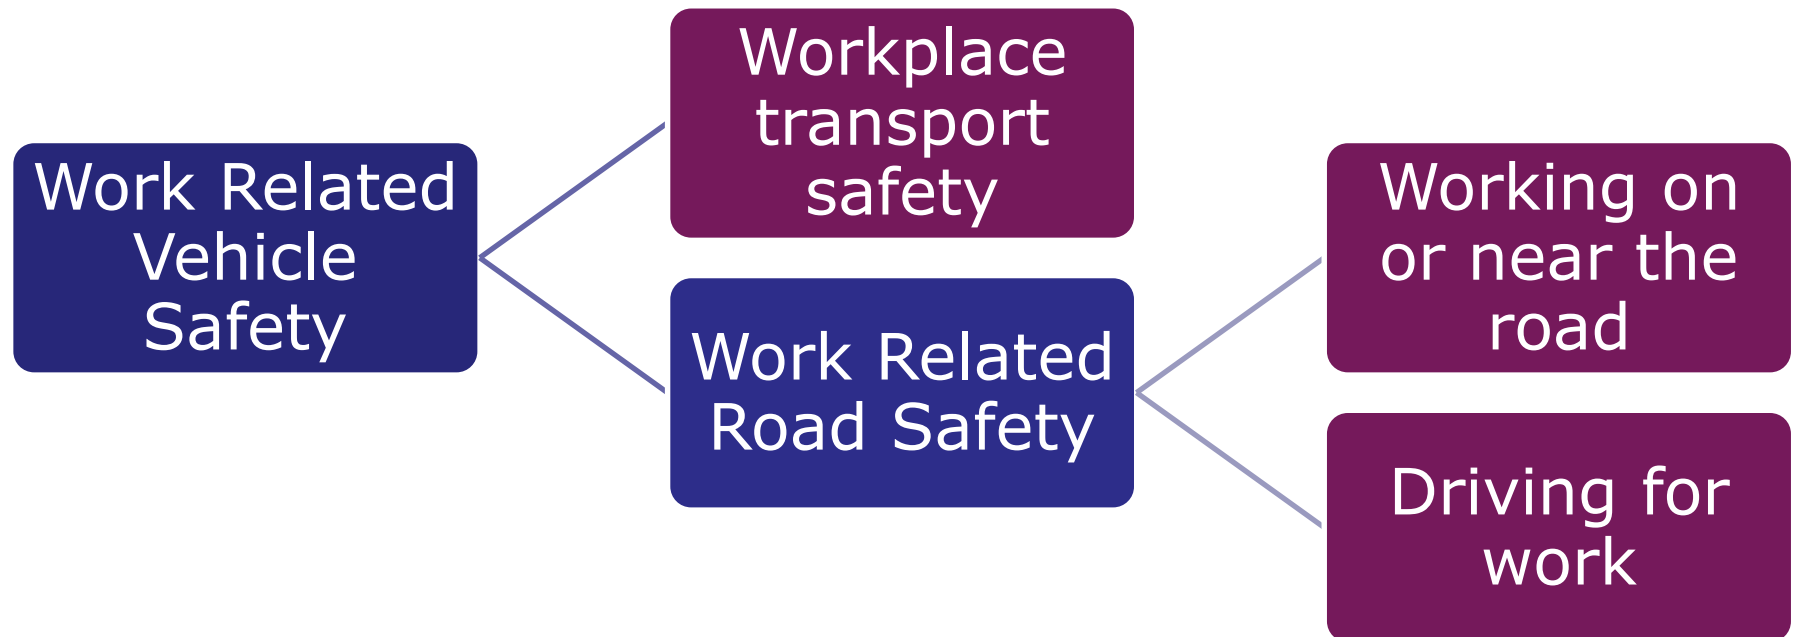 Work Related
Vehicle
Safety
Workplace
transport
safety
Work Related
Road Safety
Working on
or near the
road
Driving for
work